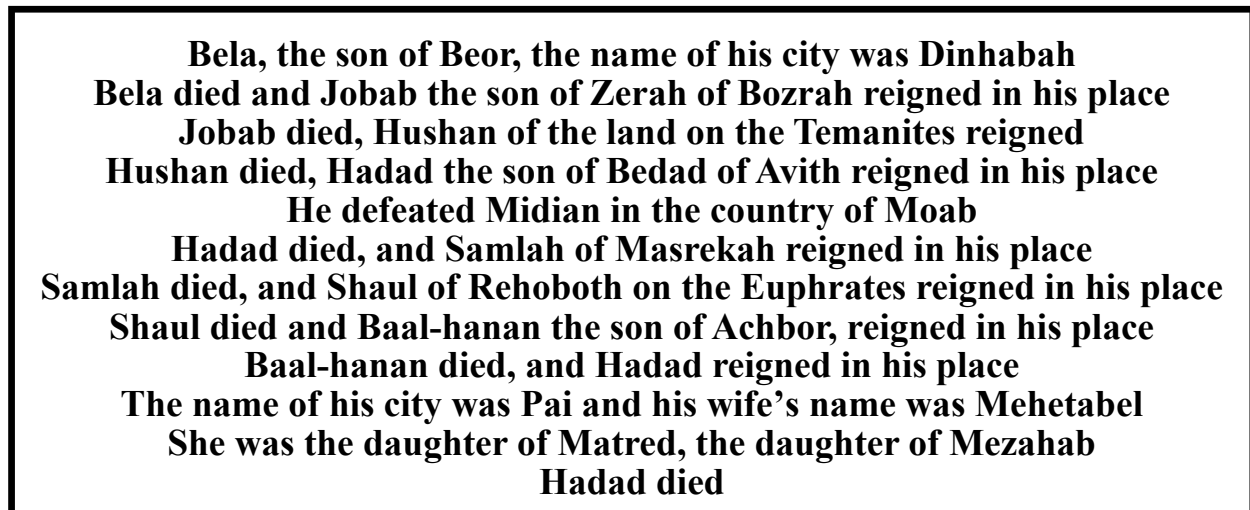 Bela, the son of Beor, the name of his city was Dinhabah
Bela died and Jobab the son of Zerah of Bozrah reigned in his place
Jobab died, Hushan of the land on the Temanites reigned
Hushan died, Hadad the son of Bedad of Avith reigned in his place
He defeated Midian in the country of Moab
Hadad died, and Samlah of Masrekah reigned in his place
Samlah died, and Shaul of Rehoboth on the Euphrates reigned in his place
Shaul died and Baal-hanan the son of Achbor, reigned in his place
Baal-hanan died, and Hadad reigned in his place
The name of his city was Pai and his wife’s name was Mehetabel
She was the daughter of Matred, the daughter of Mezahab
Hadad died